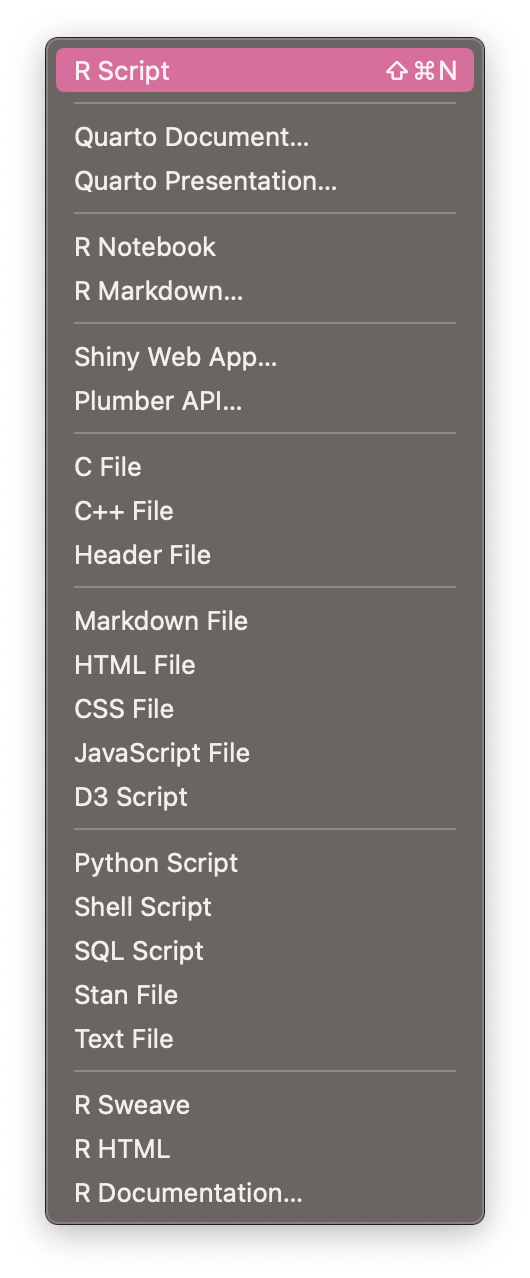 R Script ⇧⌘N
Quarto Document...
Quarto Presentation...
R Notebook
R Markdown...
Shiny Web App...
Plumber API...
C File
C++ File
Header File
Markdown File
HTML File
CSS File
JavaScript File
D3 Script
Python Script
Shell Script
SQL Script
Stan File
Text File
R Sweave
R HTML
R Documentation...